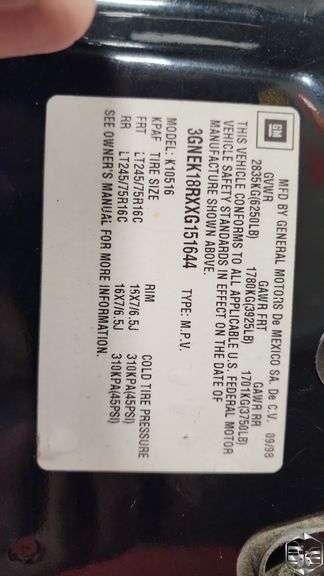 GM
MFD BY GENERAL MOTORS De MEXICO SA. De C.V. 09/98
GVWR GAWR FRT GAWR RR
2835KG(6250LB) 1780KG(3925LB) 1701KG(3750LB)
THIS VEHICLE CONFORMS TO ALL APPLICABLE U.S. FEDERAL MOTOR
VEHICLE SAFETY STANDARDS IN EFFECT ON THE DATE OF
MANUFACTURE SHOWN ABOVE.
3GNEK18RXXG151644 TYPE: M.P.V.
MODEL: K10516
KPAF TIRE SIZE RIM COLD TIRE PRESSURE
FRT LT245/75R16C 16X7/6.5J 310KPA(45PSI)
RR LT245/75R16C 16X7/6.5J 310KPA(45PSI)
SEE OWNER'S MANUAL FOR MORE INFORMATION.